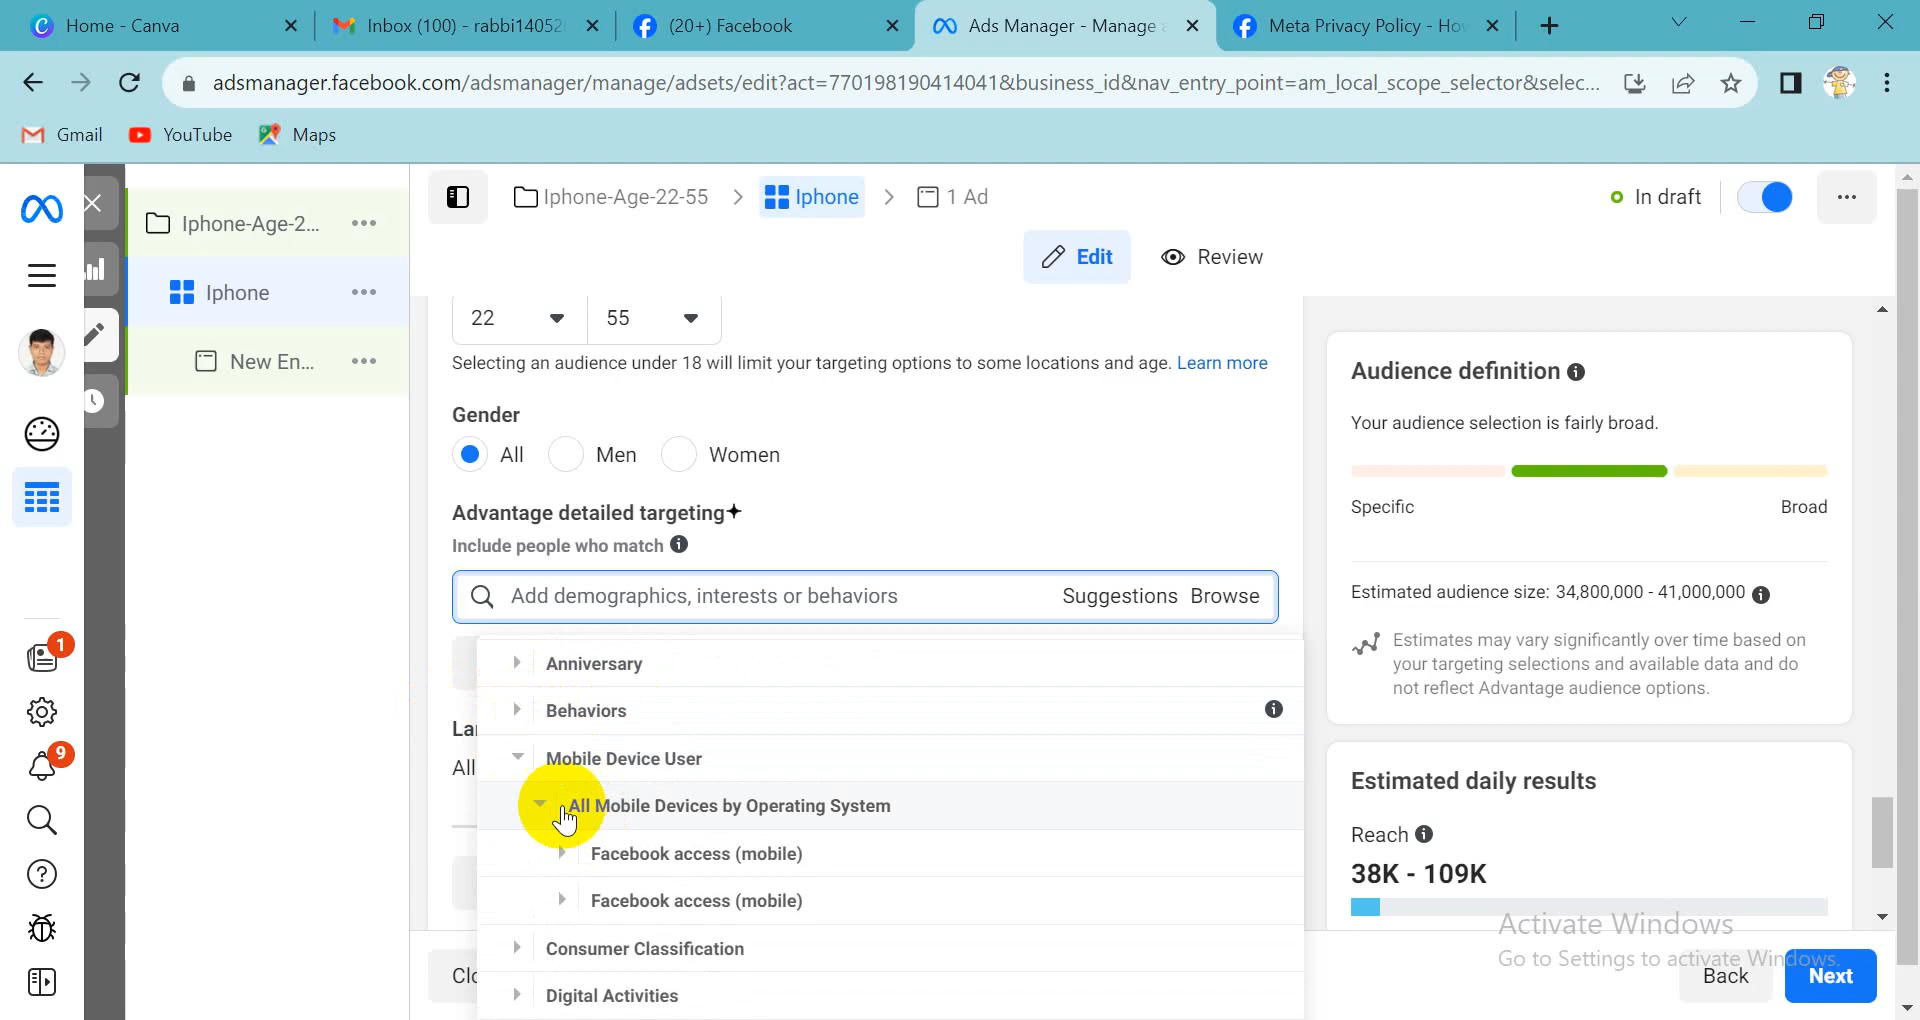 Home - Canva
Inbox (100) - rabbi14052
(20+) Facebook
Ads Manager - Manage
Meta Privacy Policy - Ho
adsmanager.facebook.com/adsmanager/manage/adsets/edit?act=770198190414041&business_id&nav_entry_point=am_local_scope_selector&selec...
Gmail
YouTube
Maps
Iphone-Age-2...
Iphone
New En...
1
9
Iphone-Age-22-55
Iphone
1 Ad
In draft
Edit
Review
22
55
Selecting an audience under 18 will limit your targeting options to some locations and age. Learn more
Gender
All
Men
Women
Advantage detailed targeting+
Include people who match
Add demographics, interests or behaviors
Suggestions
Browse
Anniversary
Behaviors
Mobile Device User
All Mobile Devices by Operating System
Facebook access (mobile)
Facebook access (mobile)
Consumer Classification
Digital Activities
La
All
Clo
Audience definition
Your audience selection is fairly broad.
Specific
Broad
Estimated audience size: 34,800,000 - 41,000,000
Estimates may vary significantly over time based on
your targeting selections and available data and do
not reflect Advantage audience options.
Estimated daily results
Reach
38K - 109K
Activate Windows
Go to Settings to activate Windows.
Back
Next